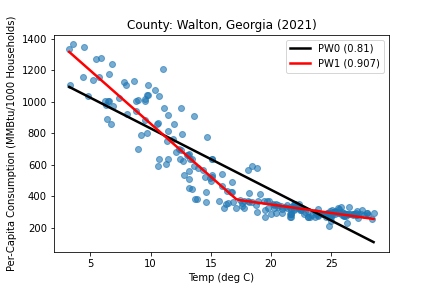 County: Walton, Georgia (2021)
PW0 (0.81)
PW1 (0.907)
Per-Capita Consumption (MMBtu/1000 Households)
1400
1200
1000
800
600
400
200
5 10 15 20 25
Temp (deg C)